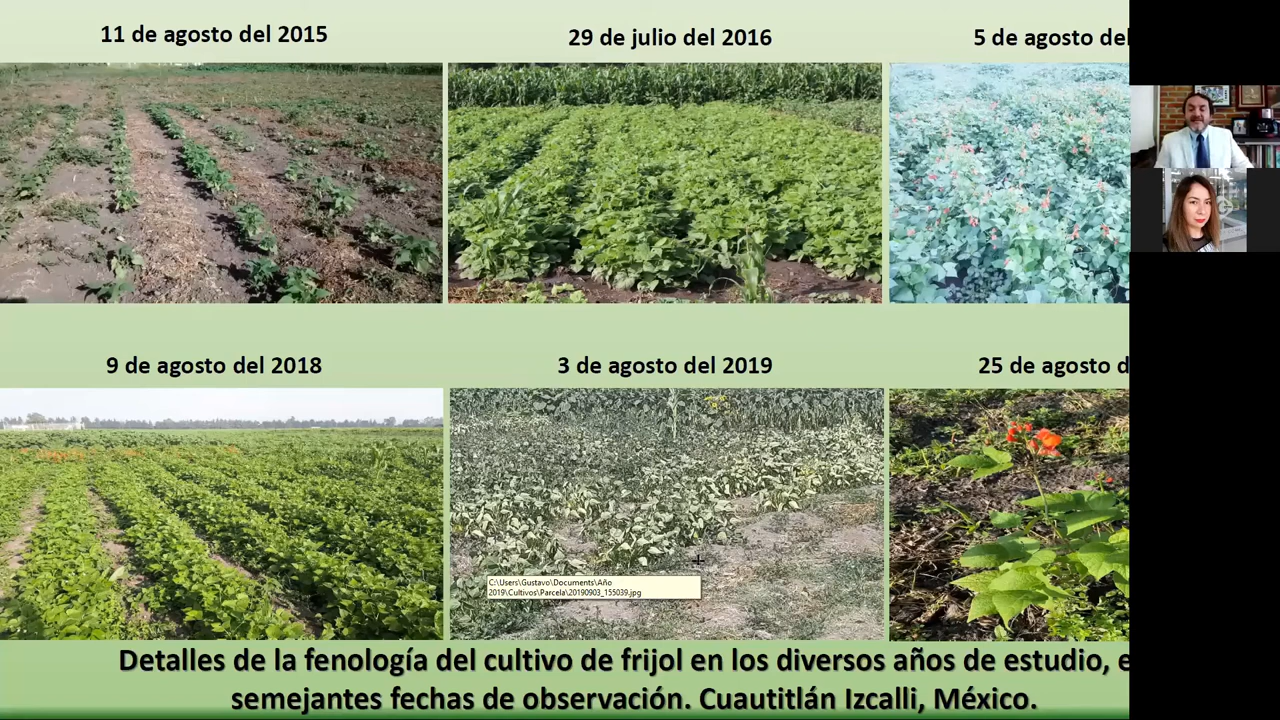 11 de agosto del 2015
29 de julio del 2016
5 de agosto del
9 de agosto del 2018
3 de agosto del 2019
25 de agosto d
C:\Users\Gustavo\Documents\Año
2019\Cultivos\Parcela\20190903_155039.jpg
Detalles de la fenología del cultivo de frijol en los diversos años de estudio, e
semejantes fechas de observación. Cuautitlán Izcalli, México.